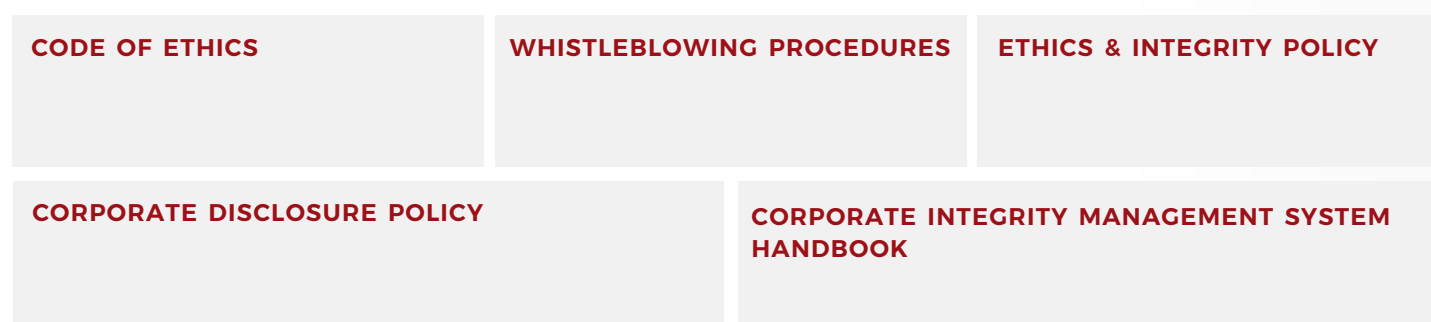 CODE OF ETHICS
WHISTLEBLOWING PROCEDURES
ETHICS & INTEGRITY POLICY
CORPORATE DISCLOSURE POLICY
CORPORATE INTEGRITY MANAGEMENT SYSTEM
HANDBOOK